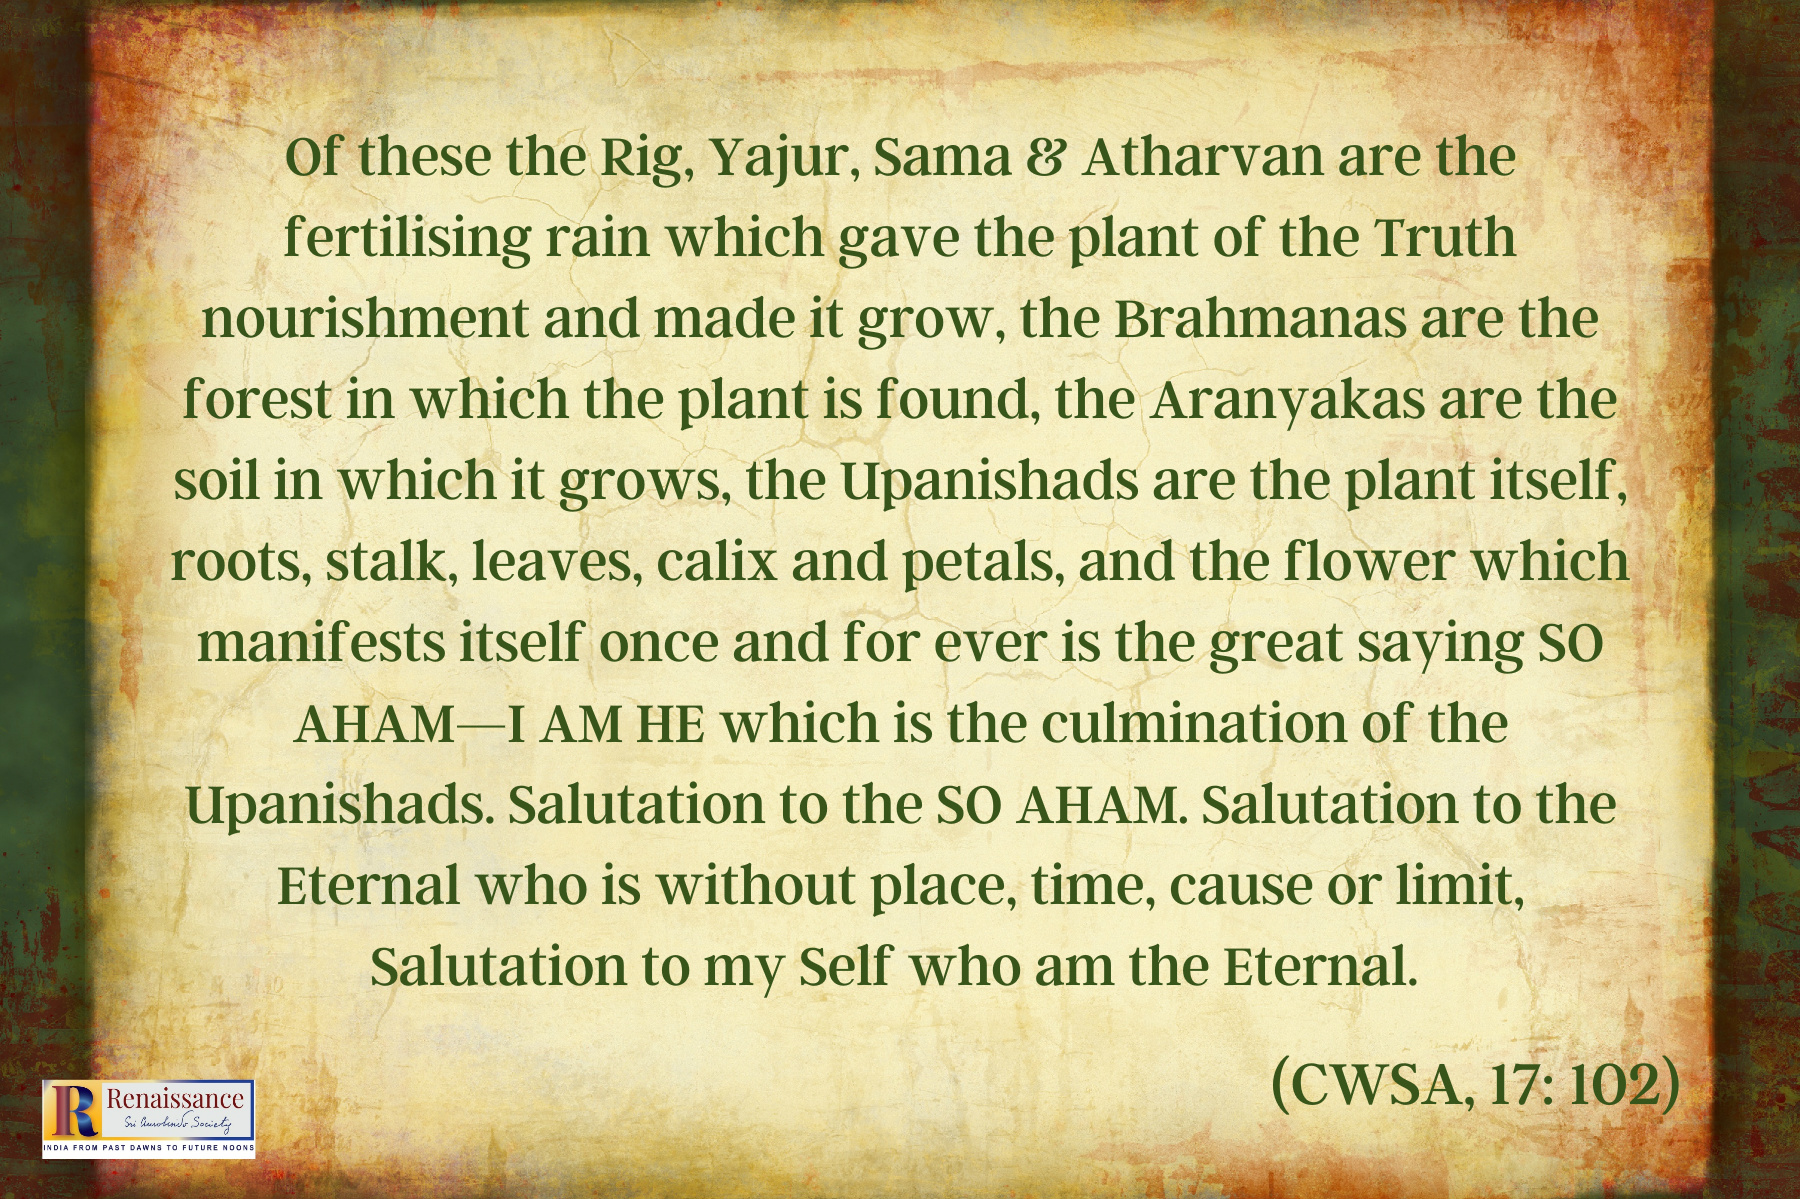 Of these the Rig, Yajur, Sama & Atharvan are the
fertilising rain which gave the plant of the Truth
nourishment and made it grow, the Brahmanas are the
forest in which the plant is found, the Aranyakas are the
soil in which it grows, the Upanishads are the plant itself,
roots, stalk, leaves, calix and petals, and the flower which
manifests itself once and for ever is the great saying SO
AHAM—I AM HE which is the culmination of the
Upanishads. Salutation to the SO AHAM. Salutation to the
Eternal who is without place, time, cause or limit,
Salutation to my Self who am the Eternal.
(CWSA, 17: 102)
R Renaissance
Sri Aurobindo Society
INDIA FROM PAST DAWNS TO FUTURE NOONS